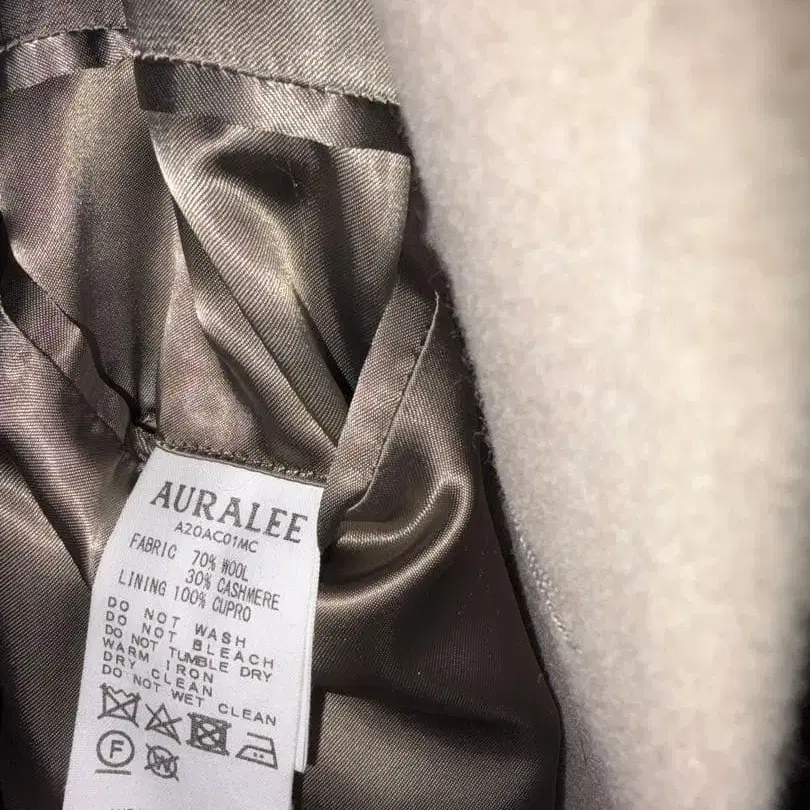 AURALEE
A20AC01MC
FABRIC 70% WOOL
30% CASHMERE
LINING 100% CUPRO
DO NOT WASH
DO NOT BLEACH
DO NOT TUMBLE DRY
WARM IRON
DRY CLEAN
DO NOT WET CLEAN
F
W